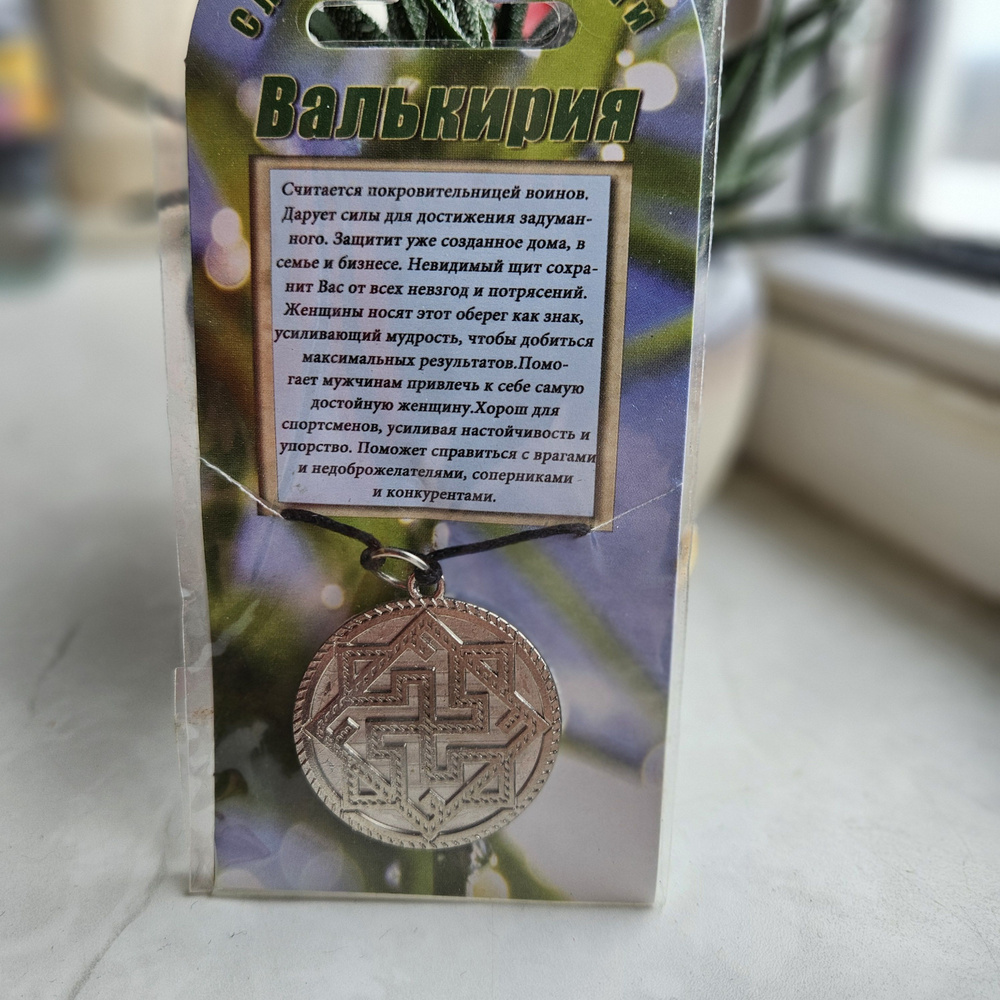 Валькирия
Считается покровительницей воинов.
Дарует силы для достижения задуман-
ного. Защитит уже созданное дома, в
семье и бизнесе. Невидимый щит сохра-
нит Вас от всех невзгод и потрясений.
Женщины носят этот оберег как знак,
усиливающий мудрость, чтобы добиться
максимальных результатов.Помо-
гает мужчинам привлечь к себе самую
достойную женщину.Хорош для
спортсменов, усиливая настойчивость и
упорство. Поможет справиться с врагами
и недоброжелателями, соперниками
и конкурентами.